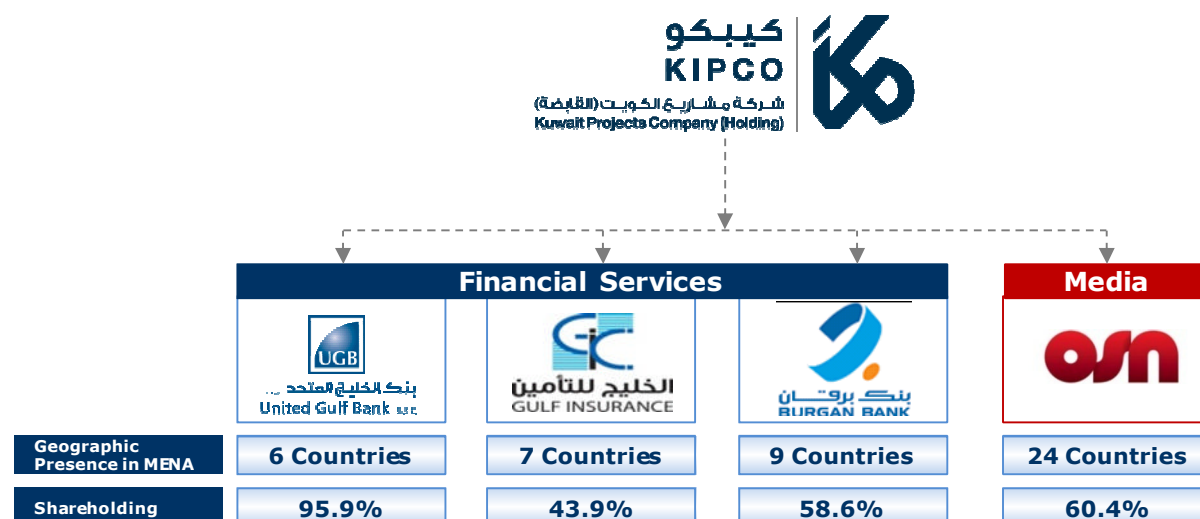 كيبكو
KIPCO
شركة مشاريع الكويت (القابضة)
Kuwait Projects Company (Holding)
Financial Services
Media
UGB
بنك الخليج المتحد
United Gulf Bank
GIC
الخليج للتأمين
GULF INSURANCE
بنك برقان
BURGAN BANK
osn
Geographic
Presence in MENA
6 Countries
7 Countries
9 Countries
24 Countries
Shareholding
95.9%
43.9%
58.6%
60.4%